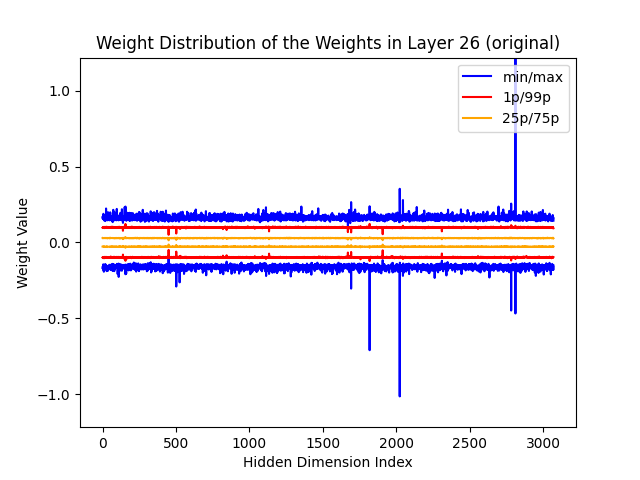 Weight Distribution of the Weights in Layer 26 (original)
min/max
1p/99p
25p/75p
1.0
0.5
0.0
−0.5
−1.0
Weight Value
0 500 1000 1500 2000 2500 3000
Hidden Dimension Index